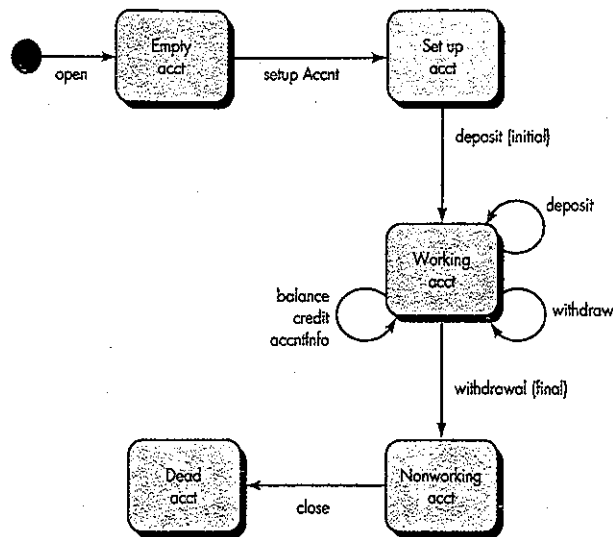 Empty
acct
Set up
acct
open
setup Accnt
deposit (initial)
deposit
Working
acct
balance
credit
accntInfo
withdraw
withdrawal (final)
Dead
acct
Nonworking
acct
close